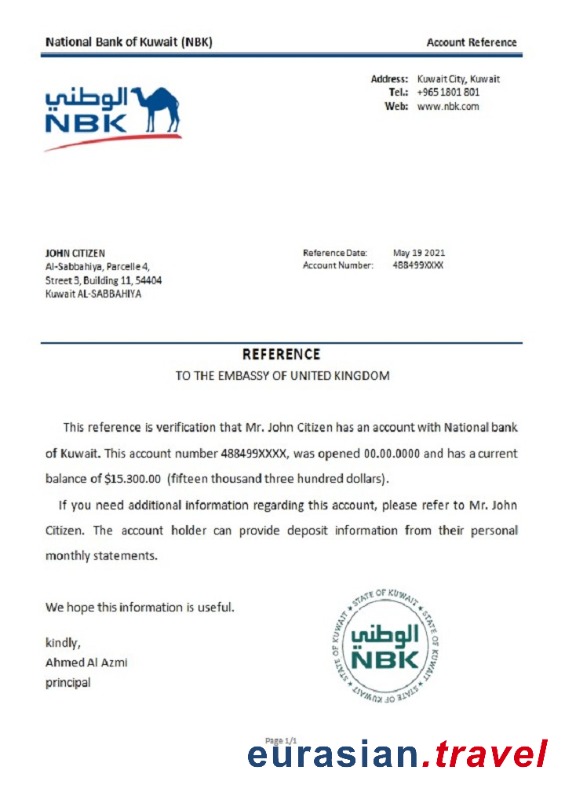 National Bank of Kuwait (NBK)
Account Reference
Address: Kuwait City, Kuwait
Tel.: +965 1801 801
Web: www.nbk.com
الوطني
NBK
JOHN CITIZEN
Al-Sabbahiya, Parcelle 4,
Street 3, Building 11, 54404
Kuwait AL-SABBAHIYA
Reference Date: May 19 2021
Account Number: 488499XXXX
REFERENCE
TO THE EMBASSY OF UNITED KINGDOM
This reference is verification that Mr. John Citizen has an account with National bank
of Kuwait. This account number 488499XXXX, was opened 00.00.0000 and has a current
balance of $15.300.00 (fifteen thousand three hundred dollars).
If you need additional information regarding this account, please refer to Mr. John
Citizen. The account holder can provide deposit information from their personal
monthly statements.
We hope this information is useful.
kindly,
Ahmed Al Azmi
principal
STATE OF KUWAIT ★ STATE OF KUWAIT ★ STATE OF KUWAIT ★ STATE OF KUWAIT ★
الوطني
NBK
Page 1/1
eurasian.travel